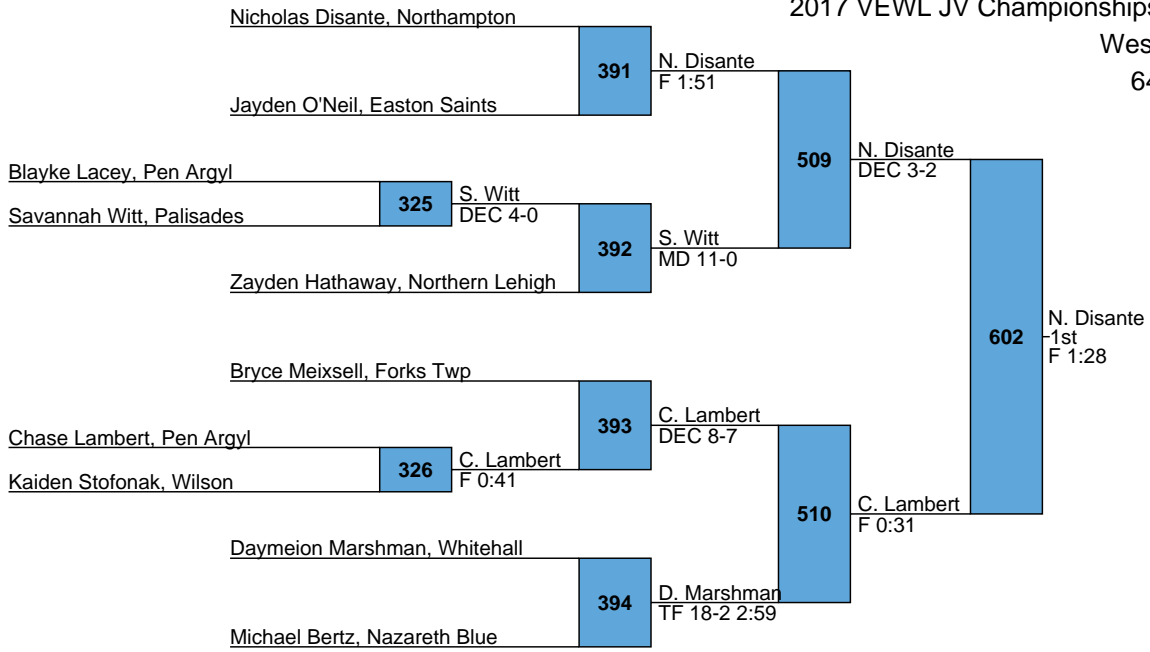 2017 VEWL JV Championships
Wes
64
Nicholas Disante, Northampton
391
N. Disante
F 1:51
Jayden O'Neil, Easton Saints
509
N. Disante
DEC 3-2
Blayke Lacey, Pen Argyl
325
S. Witt
DEC 4-0
Savannah Witt, Palisades
392
S. Witt
MD 11-0
Zayden Hathaway, Northern Lehigh
602
N. Disante
1st
F 1:28
Bryce Meixsell, Forks Twp
393
C. Lambert
DEC 8-7
Chase Lambert, Pen Argyl
326
C. Lambert
F 0:41
Kaiden Stofonak, Wilson
510
C. Lambert
F 0:31
Daymeion Marshman, Whitehall
394
D. Marshman
TF 18-2 2:59
Michael Bertz, Nazareth Blue